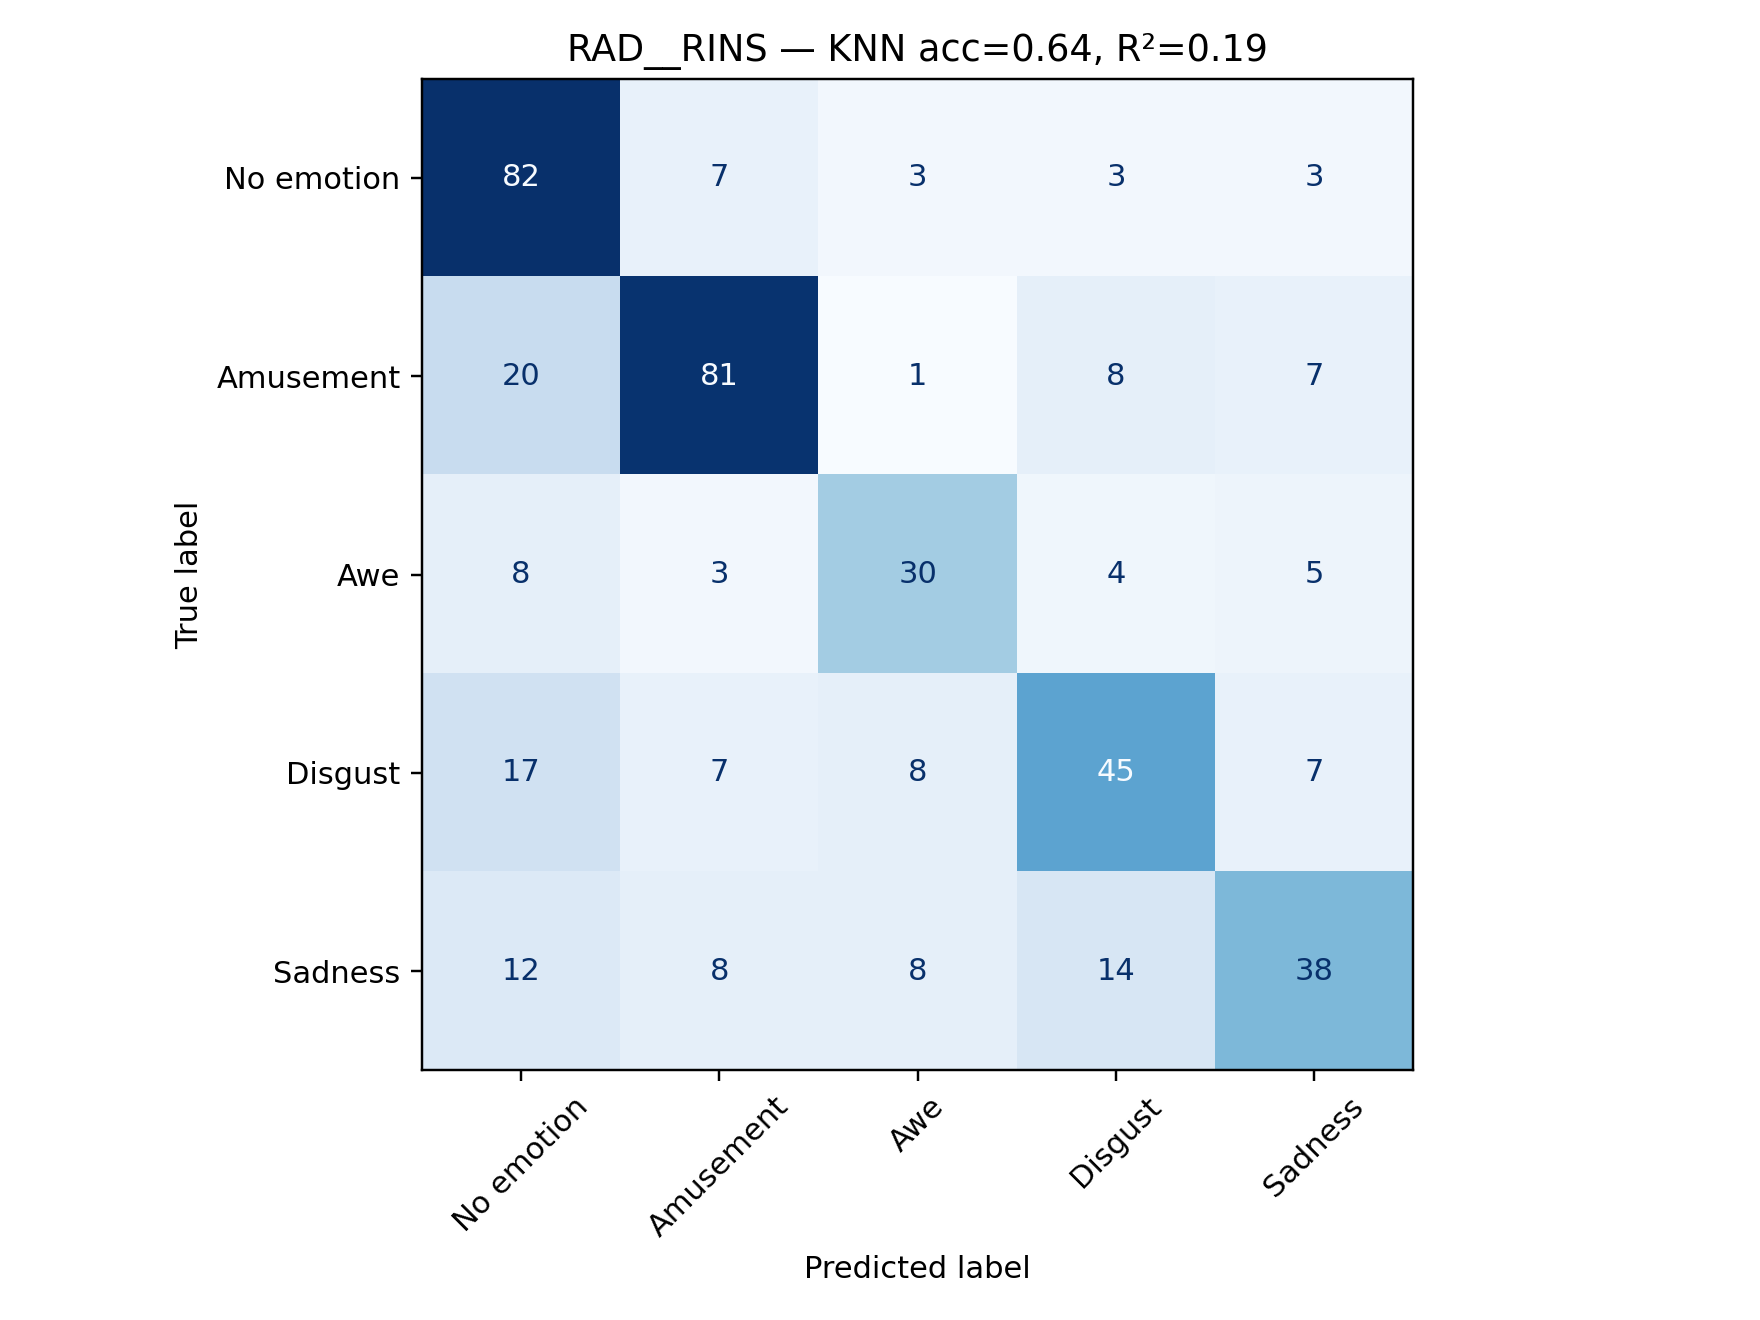 RAD__RINS — KNN acc=0.64, R²=0.19
No emotion 82 7 3 3 3
Amusement 20 81 1 8 7
Awe 8 3 30 4 5
Disgust 17 7 8 45 7
Sadness 12 8 8 14 38
True label
No emotion Amusement Awe Disgust Sadness
Predicted label